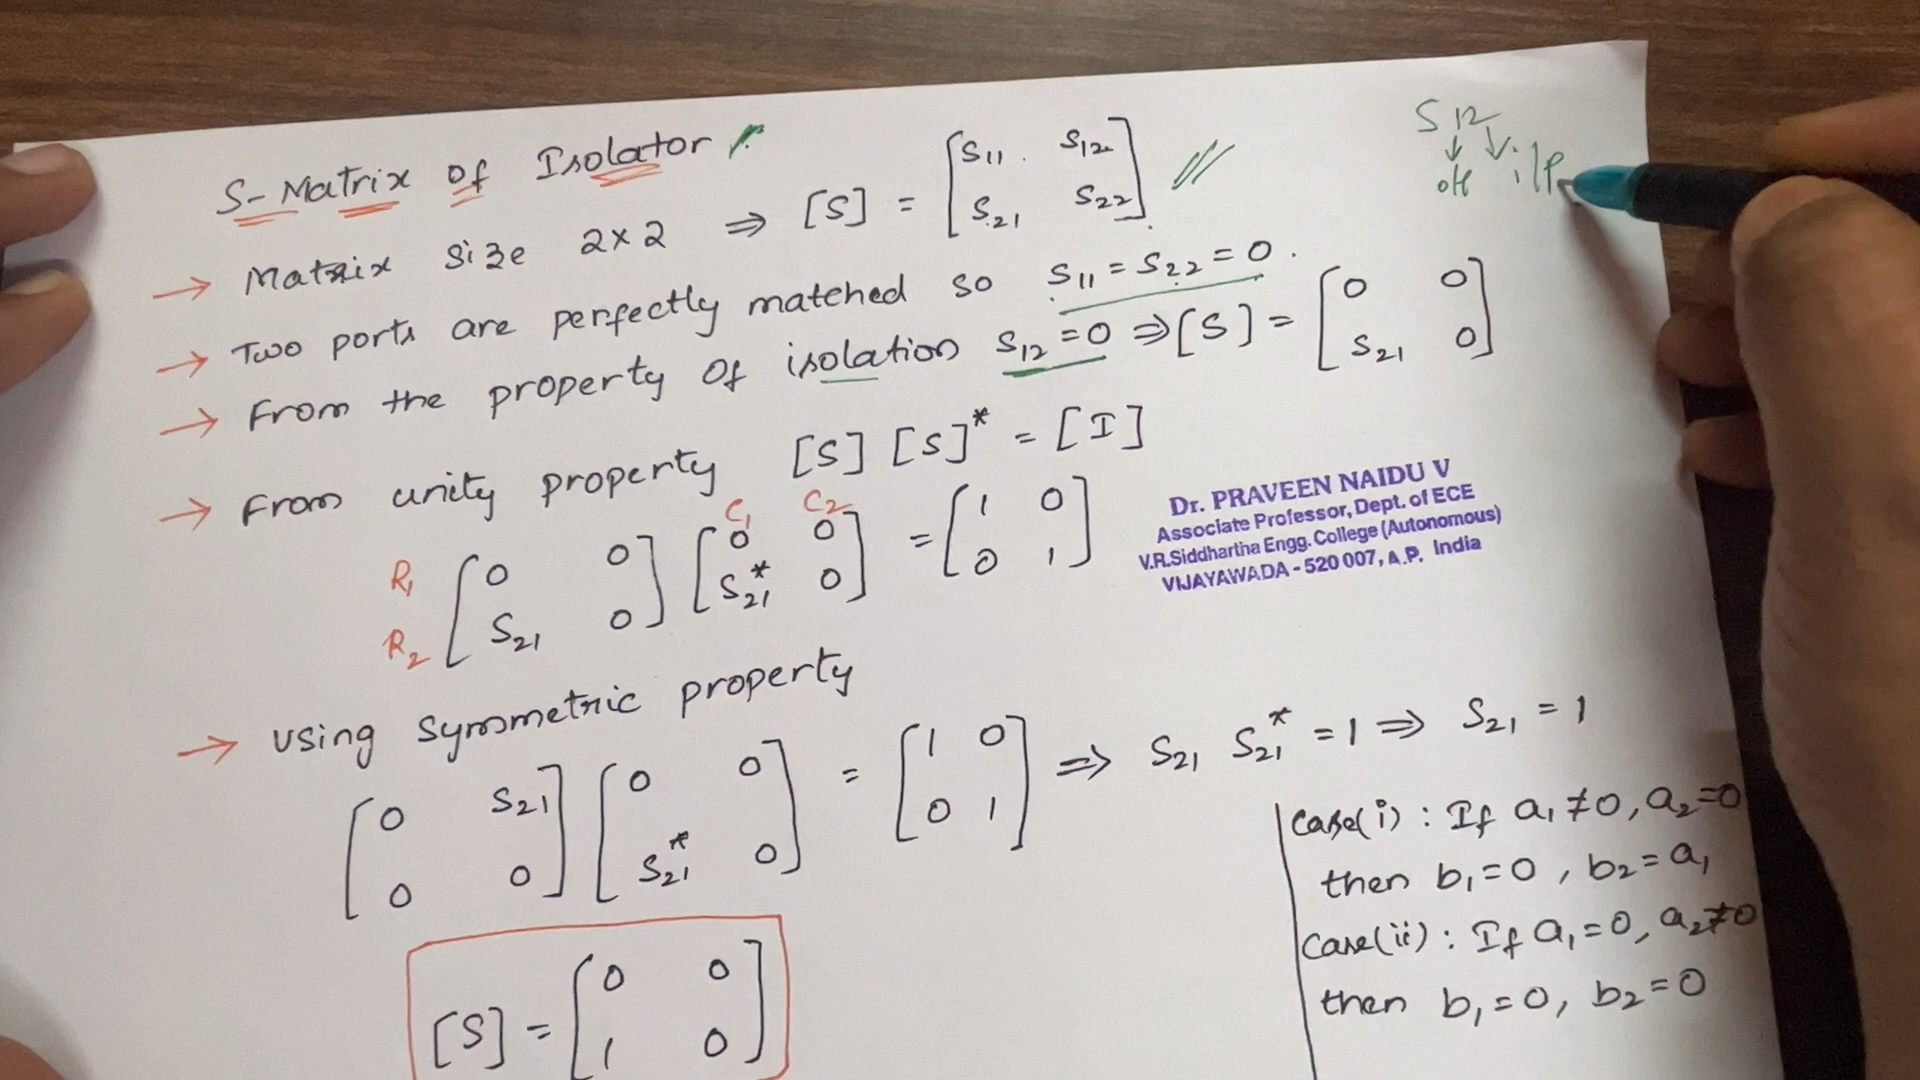 S-Matrix of Isolator
→ Matrix size 2×2 ⇒ [S] = [S11 S12
S21 S22]
→ Two ports are perfectly matched so S11 = S22 = 0.
→ From the property of isolation S12 = 0 ⇒ [S] = [0 0
S21 0]
→ From unity property [S] [S]* = [I]
C1 C2
R1 [0 0 [0 0 = [1 0
R2 S21 0] S21* 0] 0 1]
→ Using Symmetric property
[0 S21 [0 0 = [1 0 ⇒ S21 S21* = 1 ⇒ S21 = 1
0 0] S21* 0] 0 1]
[S] = [0 0
1 0]
Case(i) : If a1 ≠ 0, a2 = 0
then b1 = 0, b2 = a1
Case(ii) : If a1 = 0, a2 ≠ 0
then b1 = 0, b2 = 0
Dr. PRAVEEN NAIDU V
Associate Professor, Dept. of ECE
V.R.Siddhartha Engg. College (Autonomous)
VIJAYAWADA - 520 007, A.P. India
S12
↓ ↓
i/p